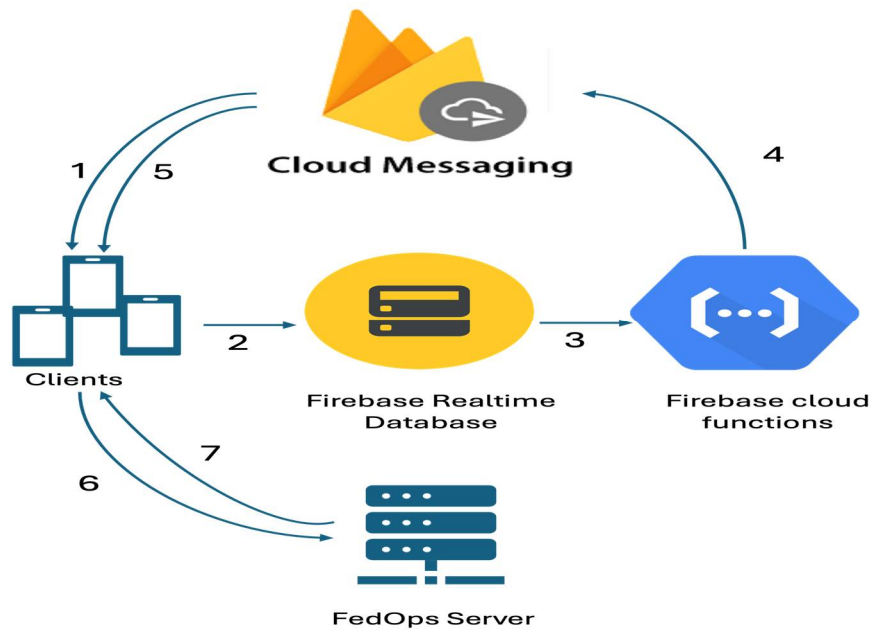 Cloud Messaging
1
5
4
2
3
Clients
Firebase Realtime
Database
Firebase cloud
functions
7
6
FedOps Server